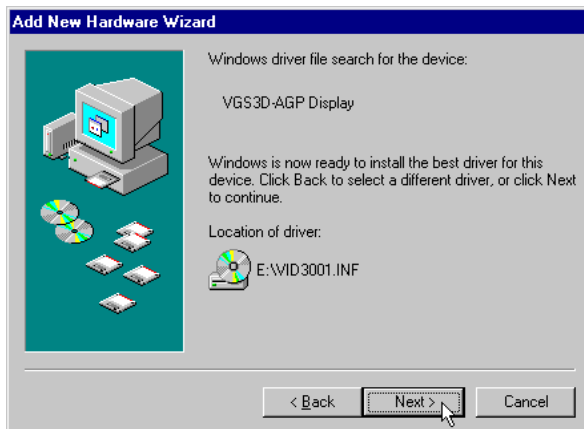 Add New Hardware Wizard
Windows driver file search for the device:
VGS3D-AGP Display
Windows is now ready to install the best driver for this
device. Click Back to select a different driver, or click Next
to continue.
Location of driver:
E:\VID3001.INF
< Back
Next >
Cancel